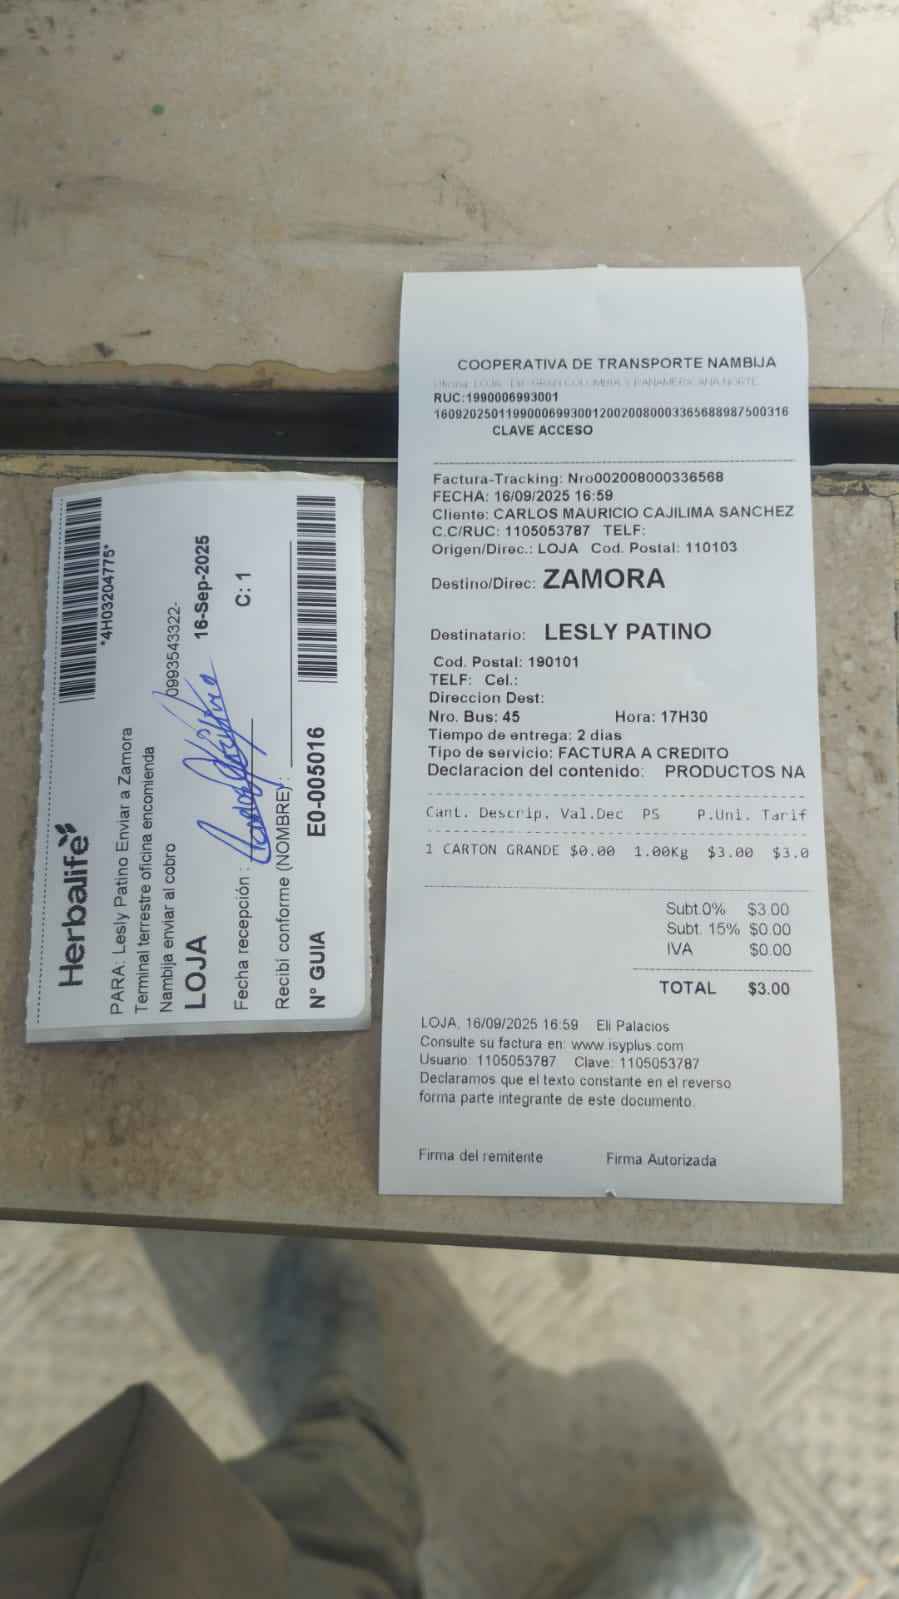 Herbalife
*4H03204775*
PARA: Lesly Patino Enviar a Zamora
Terminal terrestre oficina encomienda
Nambija enviar al cobro
0993543322-
LOJA
16-Sep-2025
Fecha recepción :
C: 1
Recibí conforme (NOMBRE) :
N° GUIA E0-005016
COOPERATIVA DE TRANSPORTE NAMBIJA
Oficina: LOJA GRAN COLOMBIA Y PANAMERICANA NORTE
RUC:1990006993001
1609202501199000699300120020080003365688987500316
CLAVE ACCESO
Factura-Tracking: Nro002008000336568
FECHA: 16/09/2025 16:59
Cliente: CARLOS MAURICIO CAJILIMA SANCHEZ
C.C/RUC: 1105053787 TELF:
Origen/Direc.: LOJA Cod. Postal: 110103
Destino/Direc: ZAMORA
Destinatario: LESLY PATINO
Cod. Postal: 190101
TELF: Cel.:
Direccion Dest:
Nro. Bus: 45 Hora: 17H30
Tiempo de entrega: 2 dias
Tipo de servicio: FACTURA A CREDITO
Declaracion del contenido: PRODUCTOS NA
Cant. Descrip. Val.Dec PS P.Uni. Tarif
1 CARTON GRANDE $0.00 1.00Kg $3.00 $3.0
Subt.0% $3.00
Subt. 15% $0.00
IVA $0.00
TOTAL $3.00
LOJA, 16/09/2025 16:59 Eli Palacios
Consulte su factura en: www.isyplus.com
Usuario: 1105053787 Clave: 1105053787
Declaramos que el texto constante en el reverso
forma parte integrante de este documento.
Firma del remitente Firma Autorizada